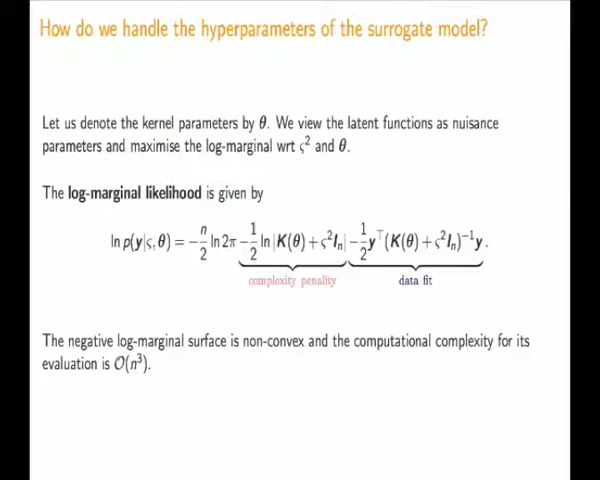 How do we handle the hyperparameters of the surrogate model?
Let us denote the kernel parameters by θ. We view the latent functions as nuisance
parameters and maximise the log-marginal wrt ς² and θ.
The log-marginal likelihood is given by
ln p(y|ς, θ) = −n/2 ln 2π −1/2 ln |K(θ) + ς²Iₙ| −1/2 y⊤(K(θ) + ς²Iₙ)⁻¹y .
complexity penality data fit
The negative log-marginal surface is non-convex and the computational complexity for its
evaluation is O(n³).